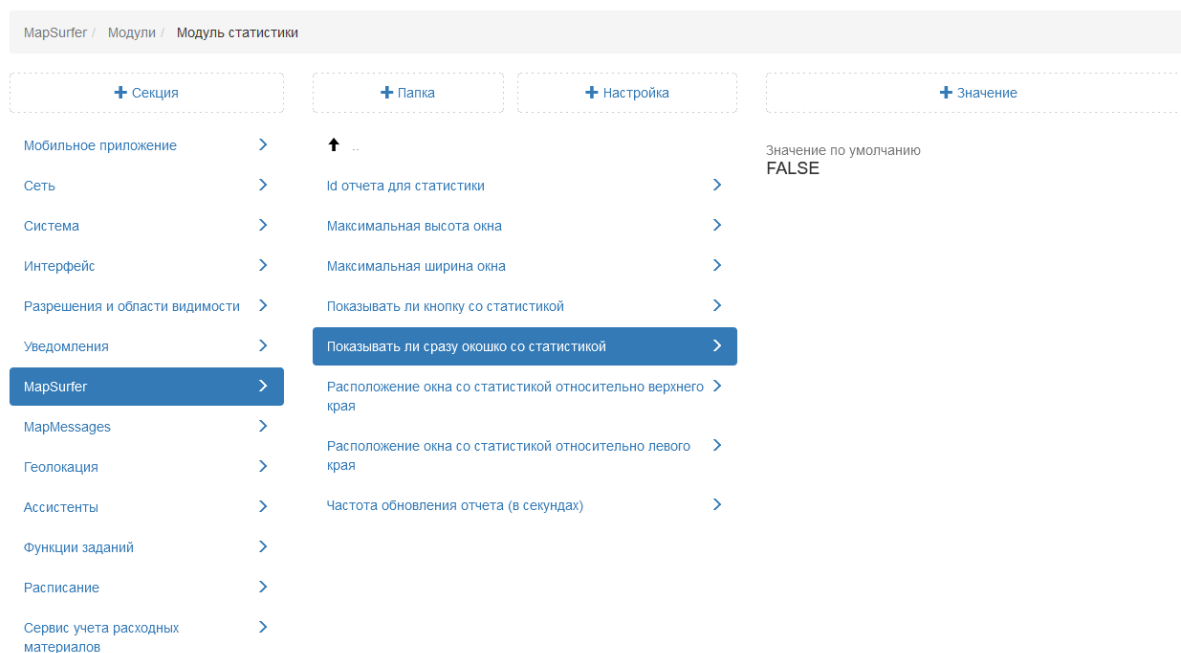 MapSurfer / Модули / Модуль статистики
+ Секция
+ Папка
+ Настройка
+ Значение
Мобильное приложение
Сеть
Система
Интерфейс
Разрешения и области видимости
Уведомления
MapSurfer
MapMessages
Геолокация
Ассистенты
Функции заданий
Расписание
Сервис учета расходных
материалов
..
Id отчета для статистики
Максимальная высота окна
Максимальная ширина окна
Показывать ли кнопку со статистикой
Показывать ли сразу окошко со статистикой
Расположение окна со статистикой относительно верхнего
края
Расположение окна со статистикой относительно левого
края
Частота обновления отчета (в секундах)
Значение по умолчанию
FALSE